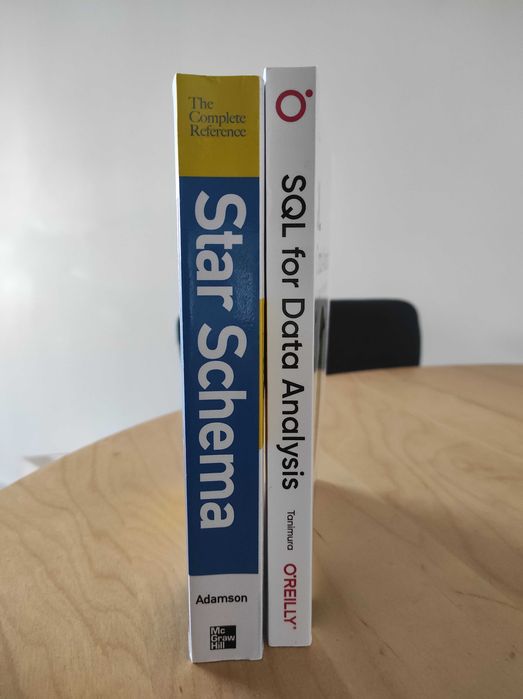 The
Complete
Reference
Star Schema
Adamson
Mc
Graw
Hill
SQL for Data Analysis
Tanimura
O'REILLY®